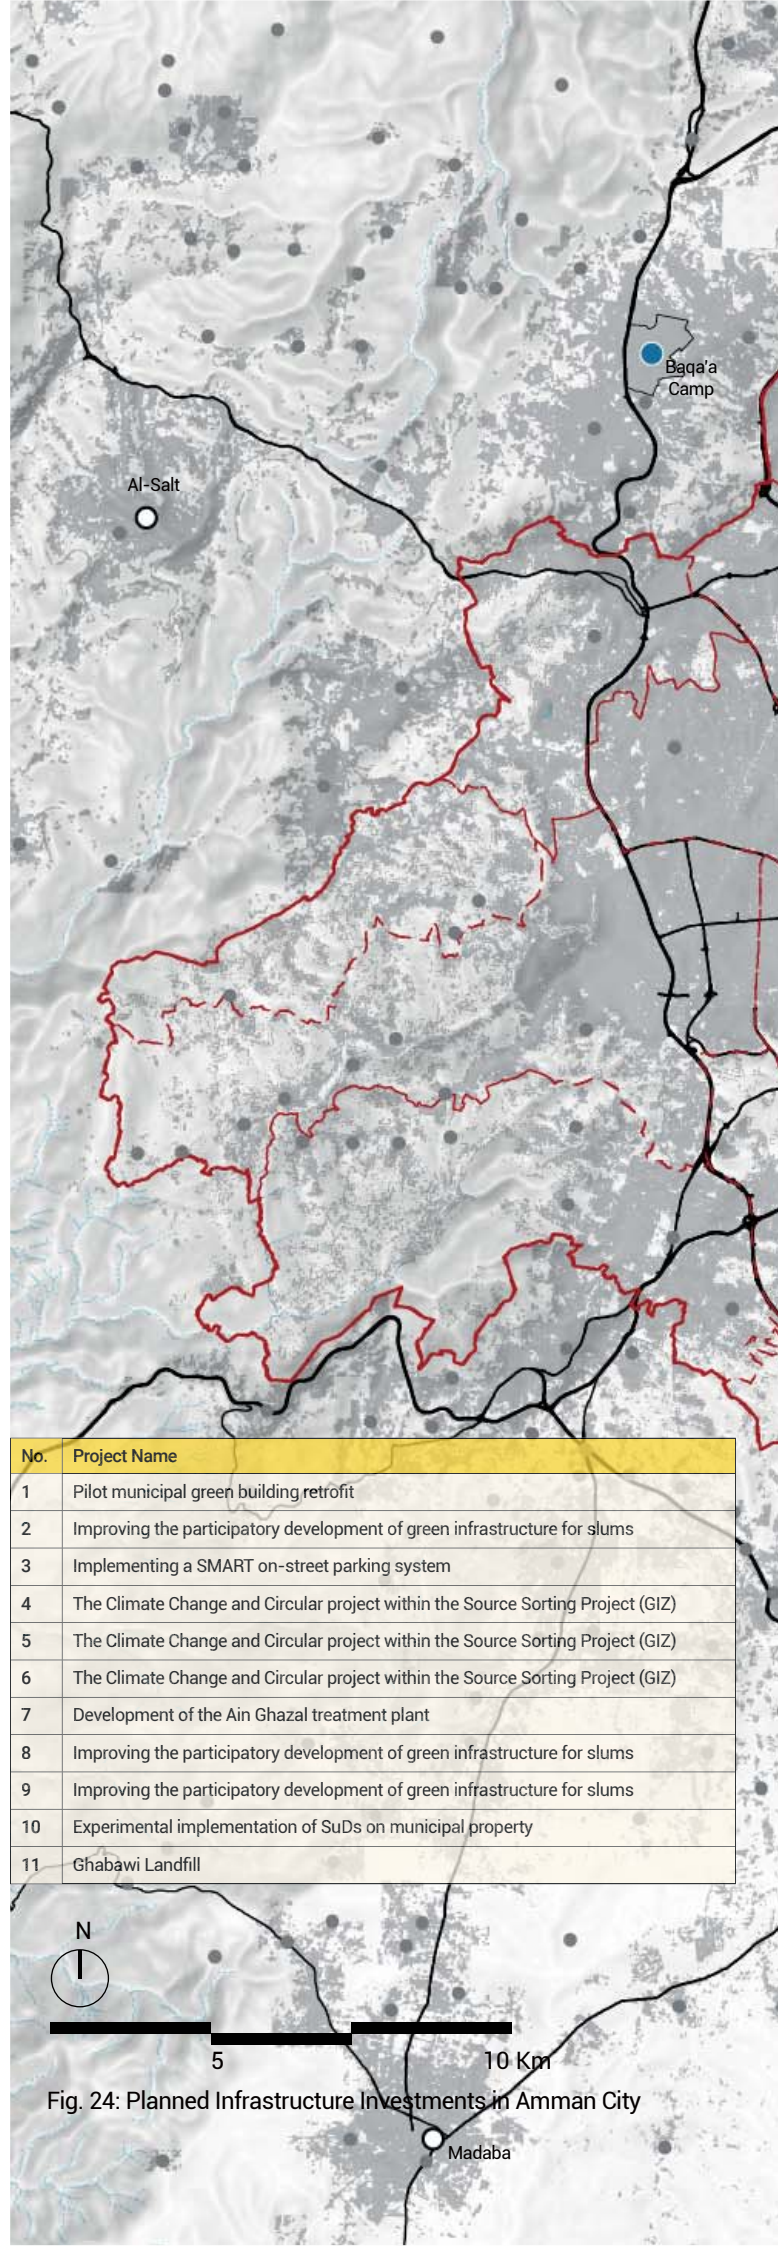 Baqa'a
Camp
Al-Salt
No. Project Name
1 Pilot municipal green building retrofit
2 Improving the participatory development of green infrastructure for slums
3 Implementing a SMART on-street parking system
4 The Climate Change and Circular project within the Source Sorting Project (GIZ)
5 The Climate Change and Circular project within the Source Sorting Project (GIZ)
6 The Climate Change and Circular project within the Source Sorting Project (GIZ)
7 Development of the Ain Ghazal treatment plant
8 Improving the participatory development of green infrastructure for slums
9 Improving the participatory development of green infrastructure for slums
10 Experimental implementation of SuDs on municipal property
11 Ghabawi Landfill
N
5 10 Km
Fig. 24: Planned Infrastructure Investments in Amman City
Madaba